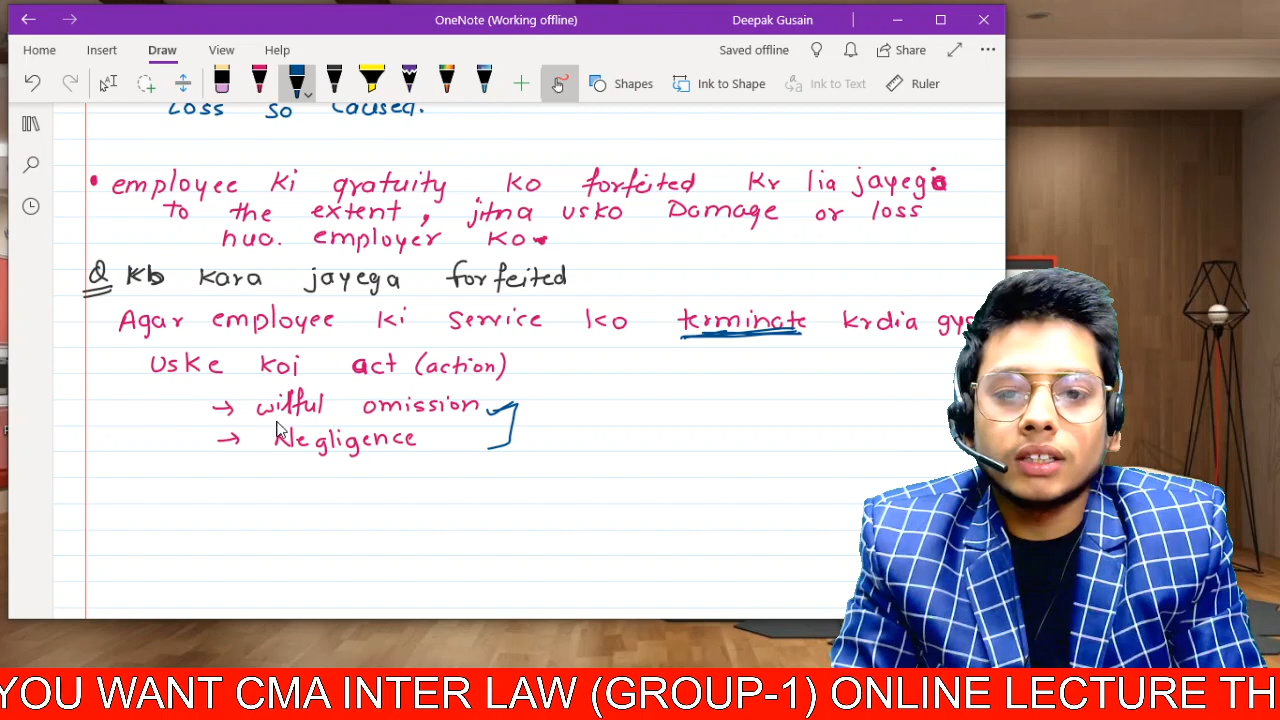 OneNote (Working offline)
Deepak Gusain
Home Insert Draw View Help
Saved offline
Share
Shapes
Ink to Shape
Ink to Text
Ruler
Loss so caused.
• employee ki gratuity ko forfeited kr lia jayega
to the extent, jitna usko Damage or loss
hua. employer ko.
Q Kb kara jayega forfeited
Agar employee ki service ko terminate krdia
uske koi act (action)
→ wilful omission
→ Negligence
YOU WANT CMA INTER LAW (GROUP-1) ONLINE LECTURE TH